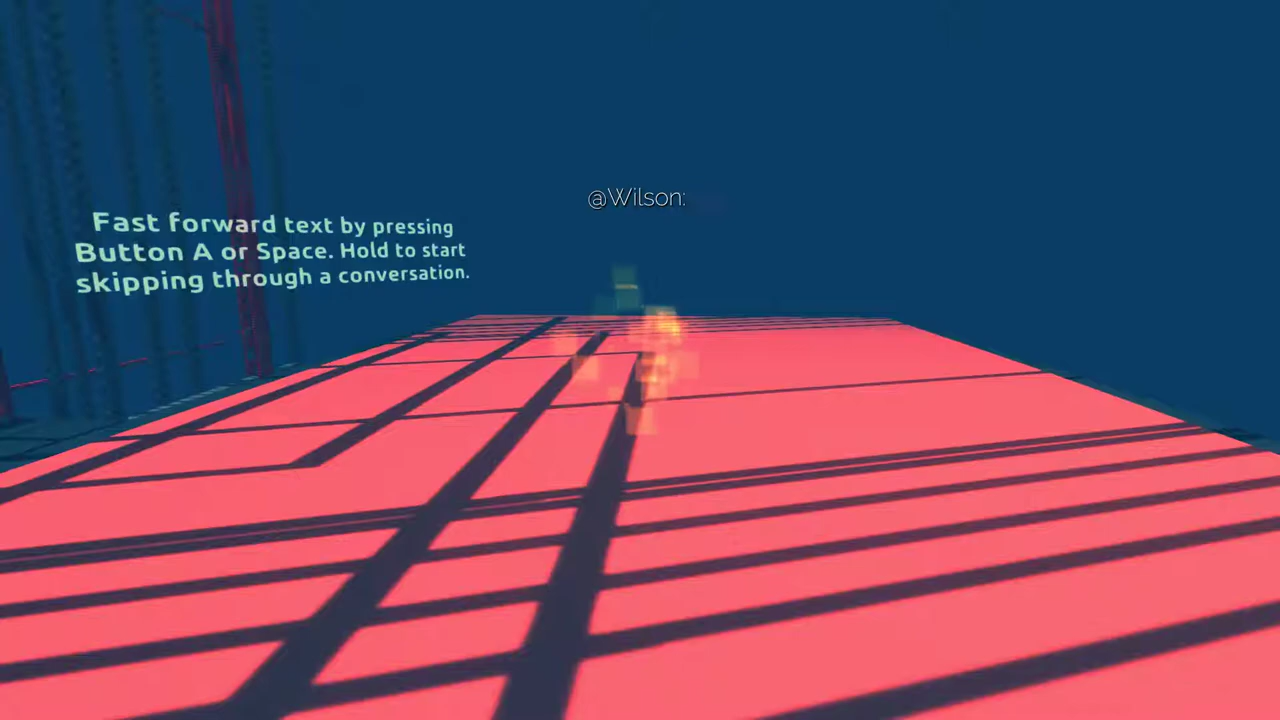 @Wilson:
Fast forward text by pressing
Button A or Space. Hold to start
skipping through a conversation.